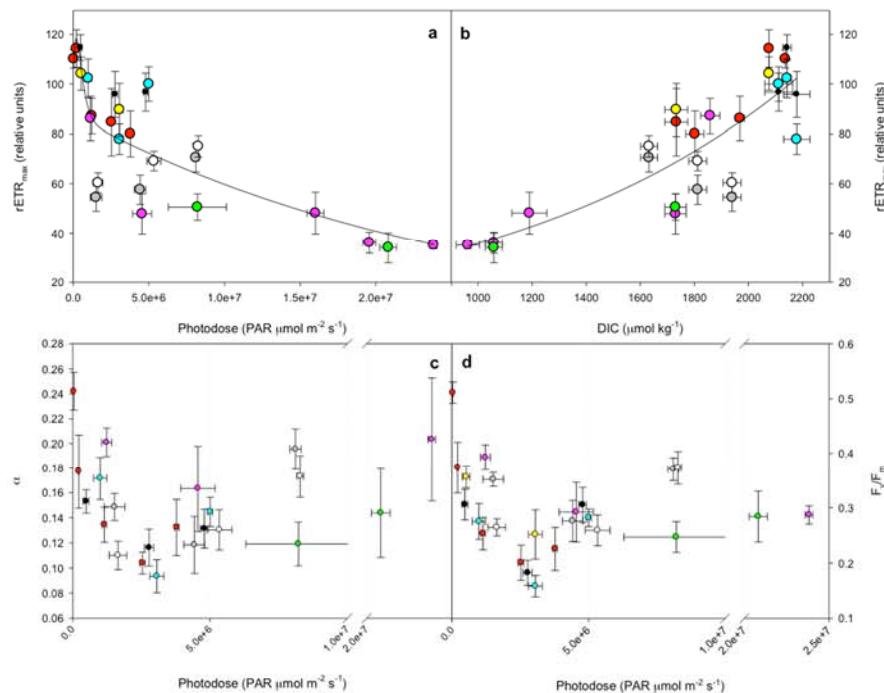 a
b
120
100
80
60
40
20
rETRmax (relative units)
120
100
80
60
40
20
rETRmax (relative units)
0.0
5.0e+6
1.0e+7
1.5e+7
2.0e+7
1000
1200
1400
1600
1800
2000
2200
Photodose (PAR μmol m-2 s-1)
DIC (μmol kg-1)
c
d
0.28
0.26
0.24
0.22
0.20
0.18
0.16
0.14
0.12
0.10
0.08
0.06
α
0.6
0.5
0.4
0.3
0.2
0.1
Fv/Fm
0.0
5.0e+6
1.0e+7
2.0e+7
0.0
5.0e+6
1.0e+7
2.0e+7
2.5e+7
Photodose (PAR μmol m-2 s-1)
Photodose (PAR μmol m-2 s-1)